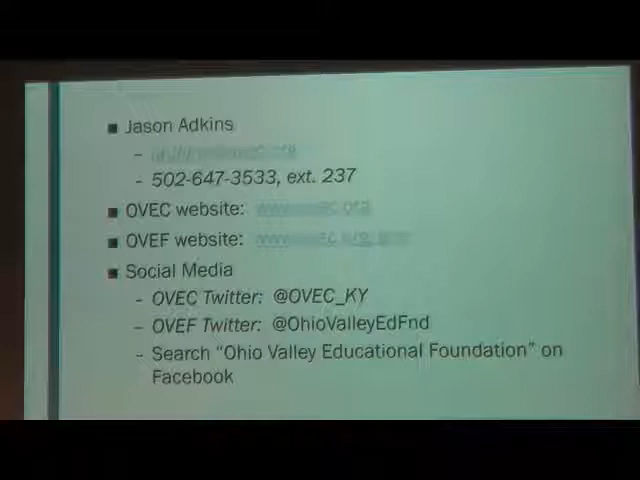 Jason Adkins
502-647-3533, ext. 237
OVEC website:
OVEF website:
Social Media
OVEC Twitter: @OVEC_KY
OVEF Twitter: @OhioValleyEdFnd
Search “Ohio Valley Educational Foundation” on
Facebook